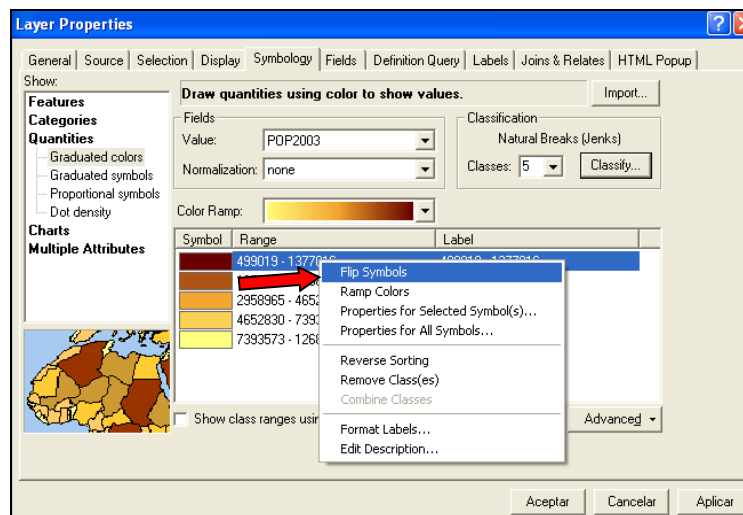 Layer Properties
General Source Selection Display Symbology Fields Definition Query Labels Joins & Relates HTML Popup
Show:
Features
Categories
Quantities
Graduated colors
Graduated symbols
Proportional symbols
Dot density
Charts
Multiple Attributes
Draw quantities using color to show values.
Import...
Fields
Value: POP2003
Normalization: none
Classification
Natural Breaks (Jenks)
Classes: 5 Classify...
Color Ramp:
Symbol Range Label
499019 - 1377016
2958965 - 4652
4652830 - 739
7393573 - 1268
Flip Symbols
Ramp Colors
Properties for Selected Symbol(s)...
Properties for All Symbols...
Reverse Sorting
Remove Class(es)
Combine Classes
Format Labels...
Edit Description...
Show class ranges usin
Advanced
Aceptar Cancelar Aplicar